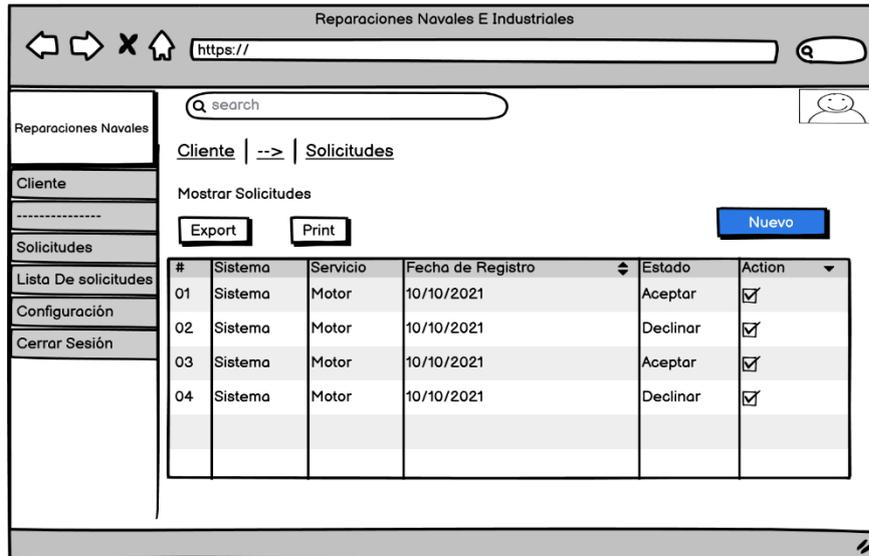 Reparaciones Navales E Industriales
https://
search
Reparaciones Navales
Cliente | --> | Solicitudes
Cliente
---------------
Solicitudes
Lista De solicitudes
Configuración
Cerrar Sesión
Mostrar Solicitudes
Export Print Nuevo
# Sistema Servicio Fecha de Registro Estado Action
01 Sistema Motor 10/10/2021 Aceptar
02 Sistema Motor 10/10/2021 Declinar
03 Sistema Motor 10/10/2021 Aceptar
04 Sistema Motor 10/10/2021 Declinar